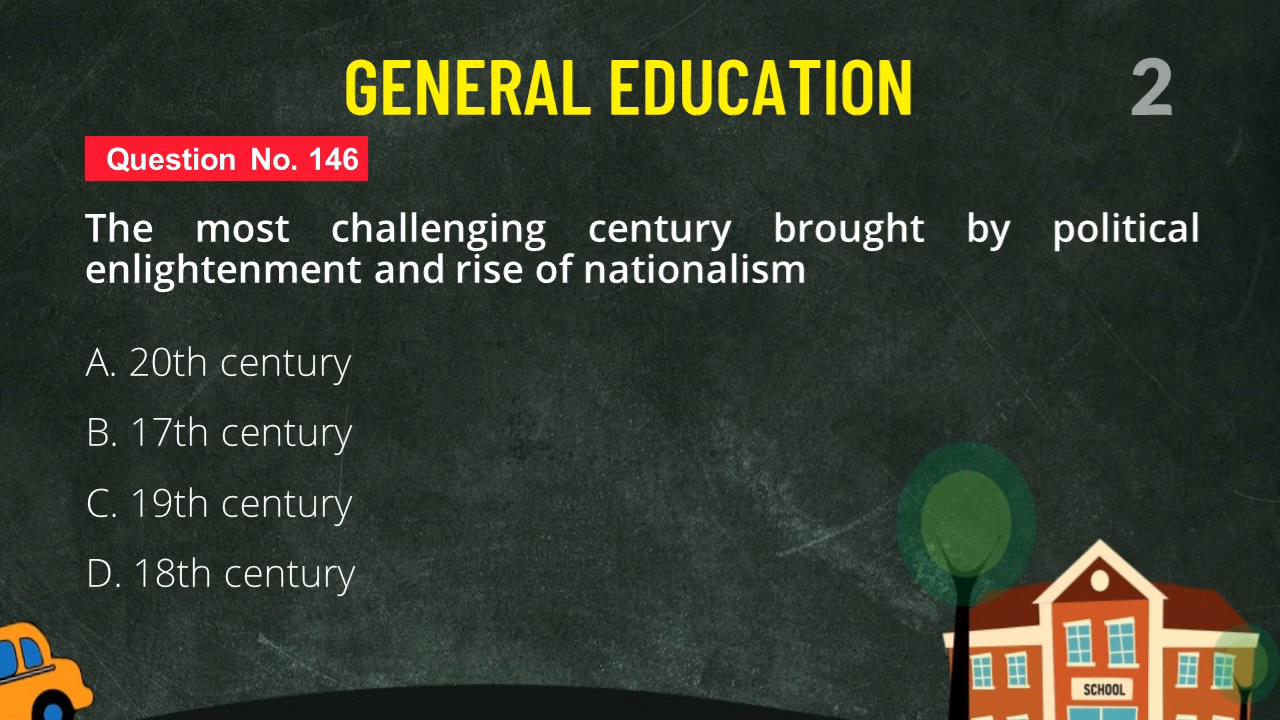 GENERAL EDUCATION
2
Question No. 146
The most challenging century brought by political
enlightenment and rise of nationalism
A. 20th century
B. 17th century
C. 19th century
D. 18th century
SCHOOL